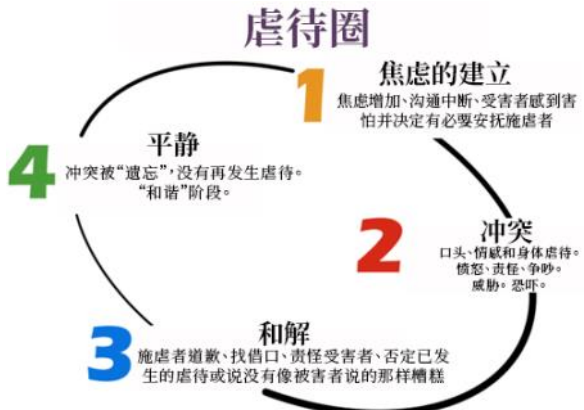 虐待圈
1
焦虑的建立
焦虑增加、沟通中断、受害者感到害
怕并决定有必要安抚施虐者
2
冲突
口头、情感和身体虐待。
愤怒、责怪、争吵。
威胁。恐吓。
3
和解
施虐者道歉、找借口、责怪受害者、否定已发
生的虐待或说没有像被害者说的那样糟糕
4
平静
冲突被“遗忘”，没有再发生虐待。
“和谐”阶段。